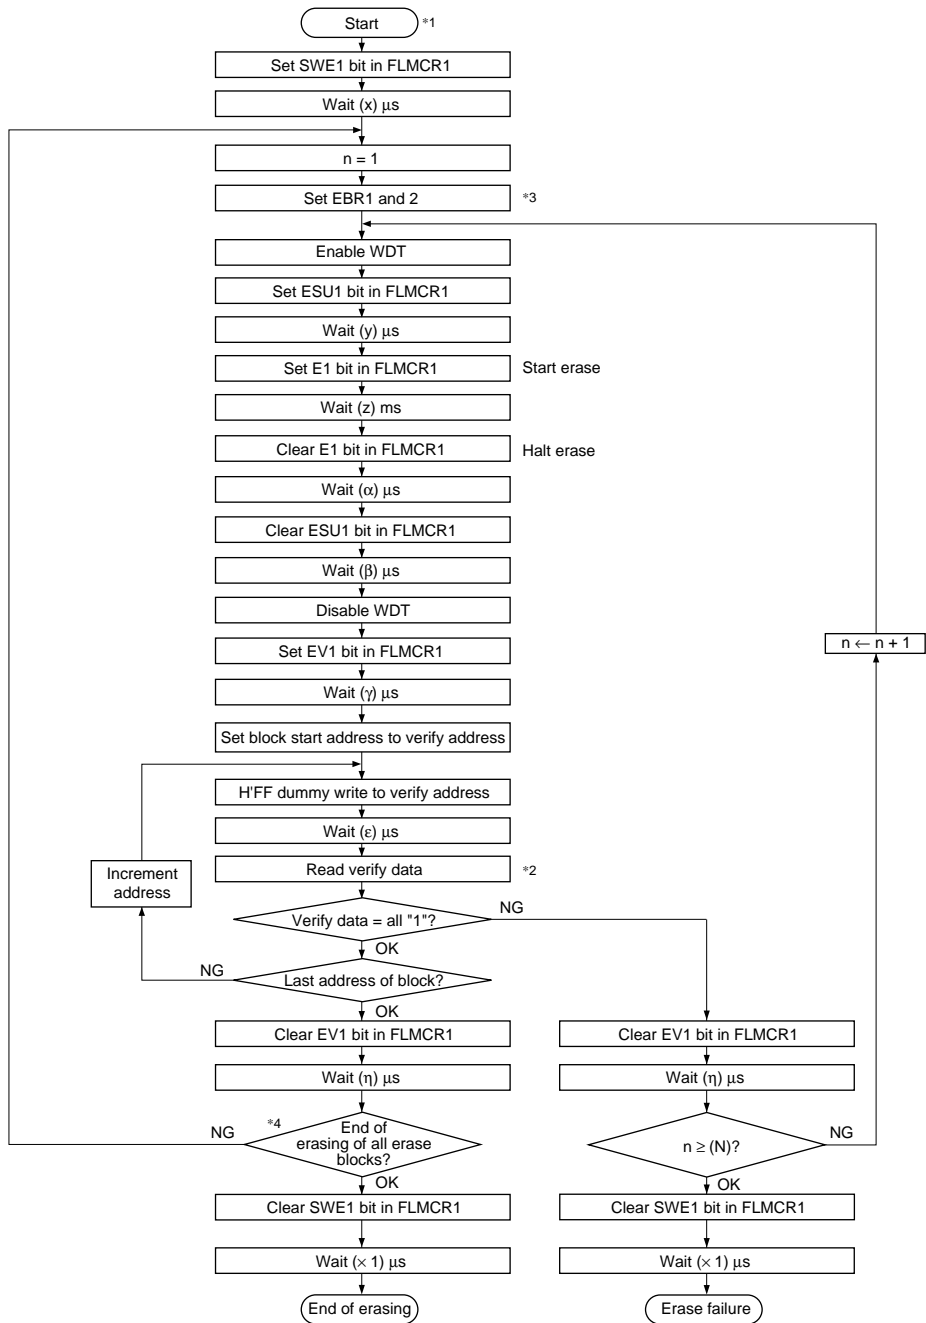 Start *1
Set SWE1 bit in FLMCR1
Wait (x) µs
n = 1
Set EBR1 and 2 *3
Enable WDT
Set ESU1 bit in FLMCR1
Wait (y) µs
Set E1 bit in FLMCR1 Start erase
Wait (z) ms
Clear E1 bit in FLMCR1 Halt erase
Wait (α) µs
Clear ESU1 bit in FLMCR1
Wait (β) µs
Disable WDT
Set EV1 bit in FLMCR1
n ← n + 1
Wait (γ) µs
Set block start address to verify address
H'FF dummy write to verify address
Wait (ε) µs
Read verify data *2
Increment
address
Verify data = all "1"?
NG
OK
NG
Last address of block?
OK
Clear EV1 bit in FLMCR1
Wait (η) µs
NG
*4
End of
erasing of all erase
blocks?
OK
Clear SWE1 bit in FLMCR1
Wait (× 1) µs
End of erasing
Clear EV1 bit in FLMCR1
Wait (η) µs
n ≥ (N)?
NG
OK
Clear SWE1 bit in FLMCR1
Wait (× 1) µs
Erase failure